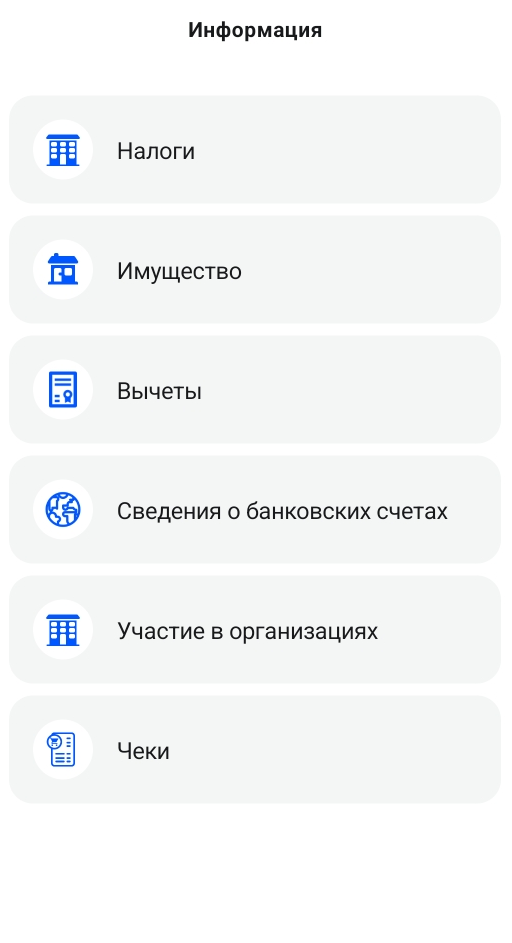 Информация
Налоги
Имущество
Вычеты
Сведения о банковских счетах
Участие в организациях
Чеки